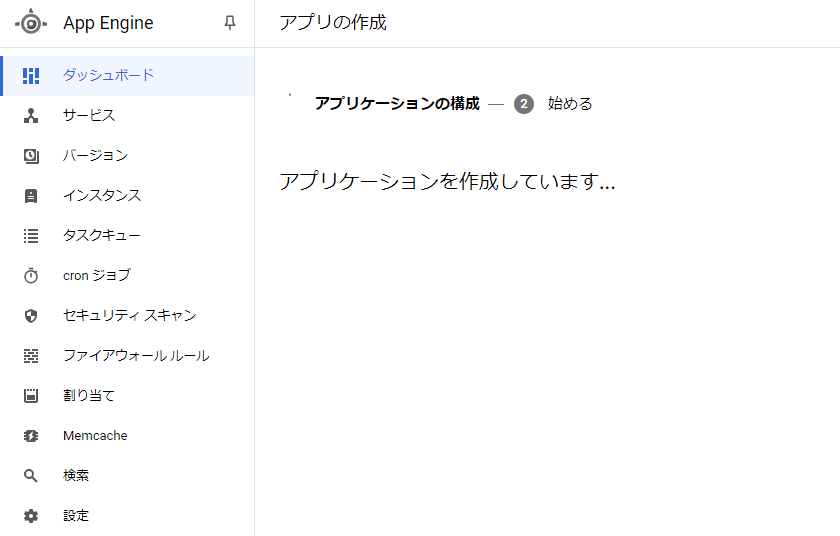 App Engine
アプリの作成
ダッシュボード
サービス
バージョン
インスタンス
タスクキュー
cron ジョブ
セキュリティ スキャン
ファイアウォール ルール
割り当て
Memcache
検索
設定
アプリケーションの構成 — 2 始める
アプリケーションを作成しています...